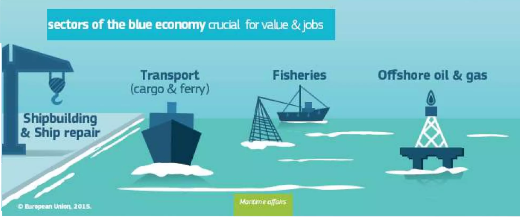 sectors of the blue economy crucial for value & jobs
Transport
(cargo & ferry)
Fisheries
Offshore oil & gas
Shipbuilding
& Ship repair
© European Union, 2015.
Maritime affairs